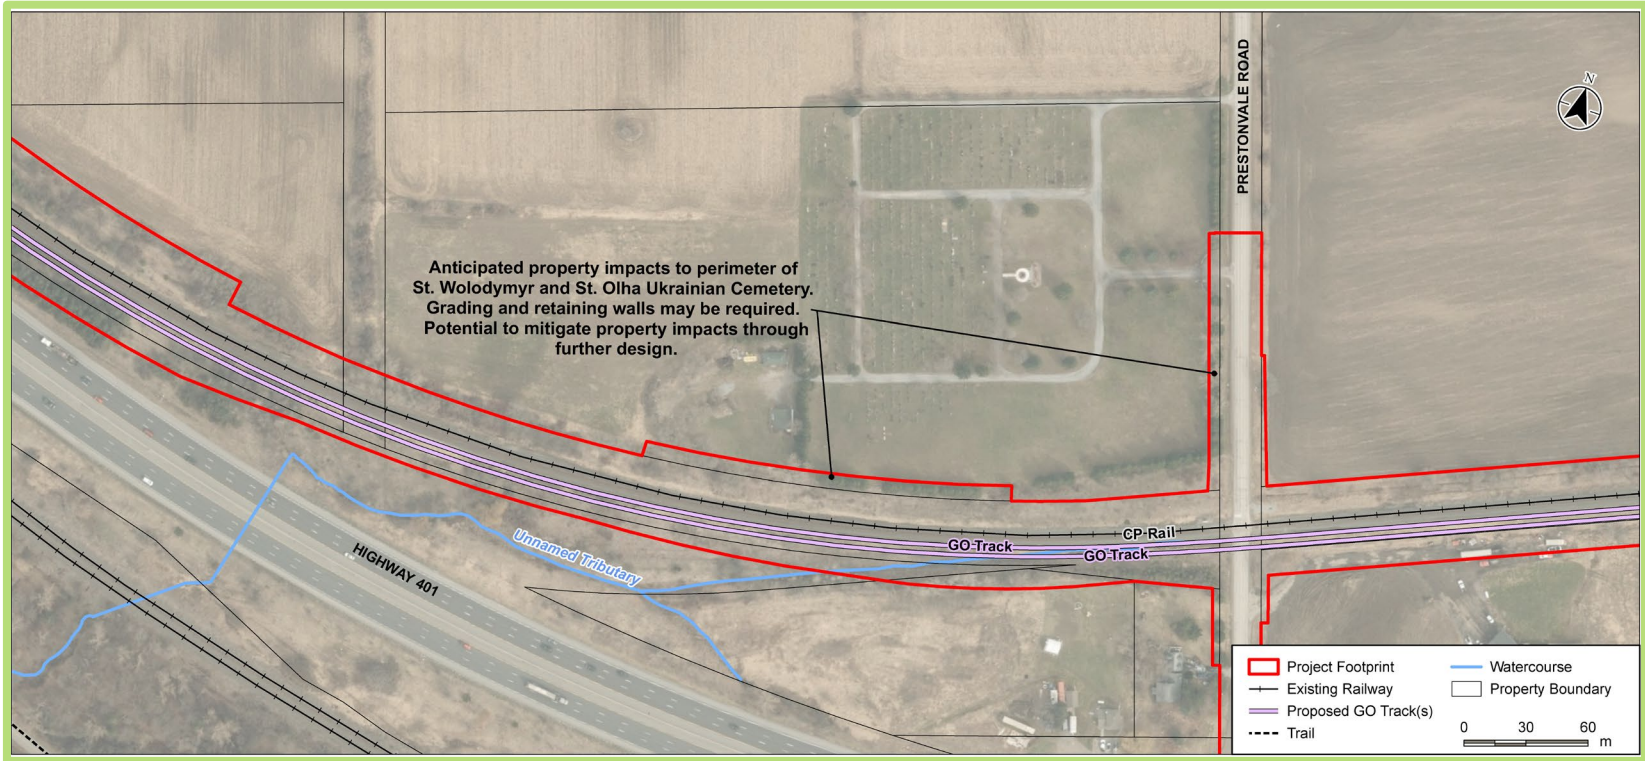 PRESTONVALE ROAD
N
Anticipated property impacts to perimeter of
St. Wolodymyr and St. Olha Ukrainian Cemetery.
Grading and retaining walls may be required.
Potential to mitigate property impacts through
further design.
CP Rail
GO Track
GO Track
Unnamed Tributary
HIGHWAY 401
Project Footprint
Existing Railway
Proposed GO Track(s)
Trail
Watercourse
Property Boundary
0 30 60
m